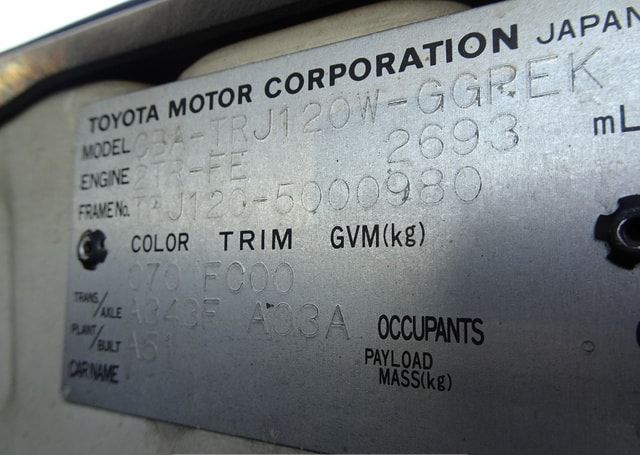 TOYOTA MOTOR CORPORATION JAPAN
MODEL CBA-TRJ120W-GGPEK
ENGINE 2TR-FE 2693 mL
FRAME No. TRJ120-5000980
COLOR TRIM GVM(kg)
070 FC00
TRANS./AXLE A343F A03A
OCCUPANTS
PLANT/BUILT A51
PAYLOAD
MASS(kg)
CAR NAME